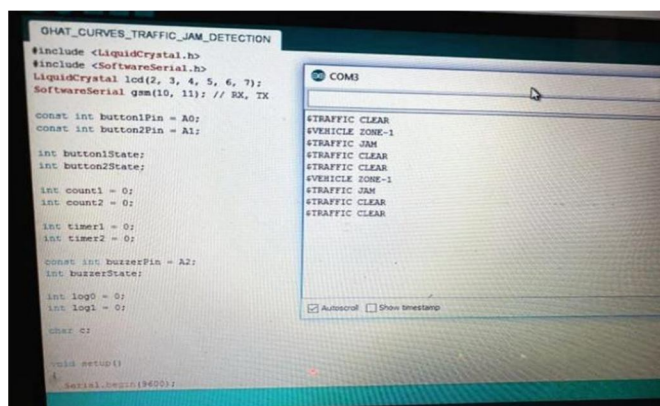 GHAT_CURVES_TRAFFIC_JAM_DETECTION
#include <LiquidCrystal.h>
#include <SoftwareSerial.h>
LiquidCrystal lcd(2, 3, 4, 5, 6, 7);
SoftwareSerial gsm(10, 11); // RX, TX
const int button1Pin = A0;
const int button2Pin = A1;
int button1State;
int button2State;
int count1 = 0;
int count2 = 0;
int timer1 = 0;
int timer2 = 0;
const int buzzerPin = A2;
int buzzerState;
int log0 = 0;
int log1 = 0;
char c;
void setup()
{
Serial.begin(9600);
COM3
&TRAFFIC CLEAR
&VEHICLE ZONE-1
&TRAFFIC JAM
&TRAFFIC CLEAR
&TRAFFIC CLEAR
&VEHICLE ZONE-1
&TRAFFIC JAM
&TRAFFIC CLEAR
&TRAFFIC CLEAR
Autoscroll Show timestamp